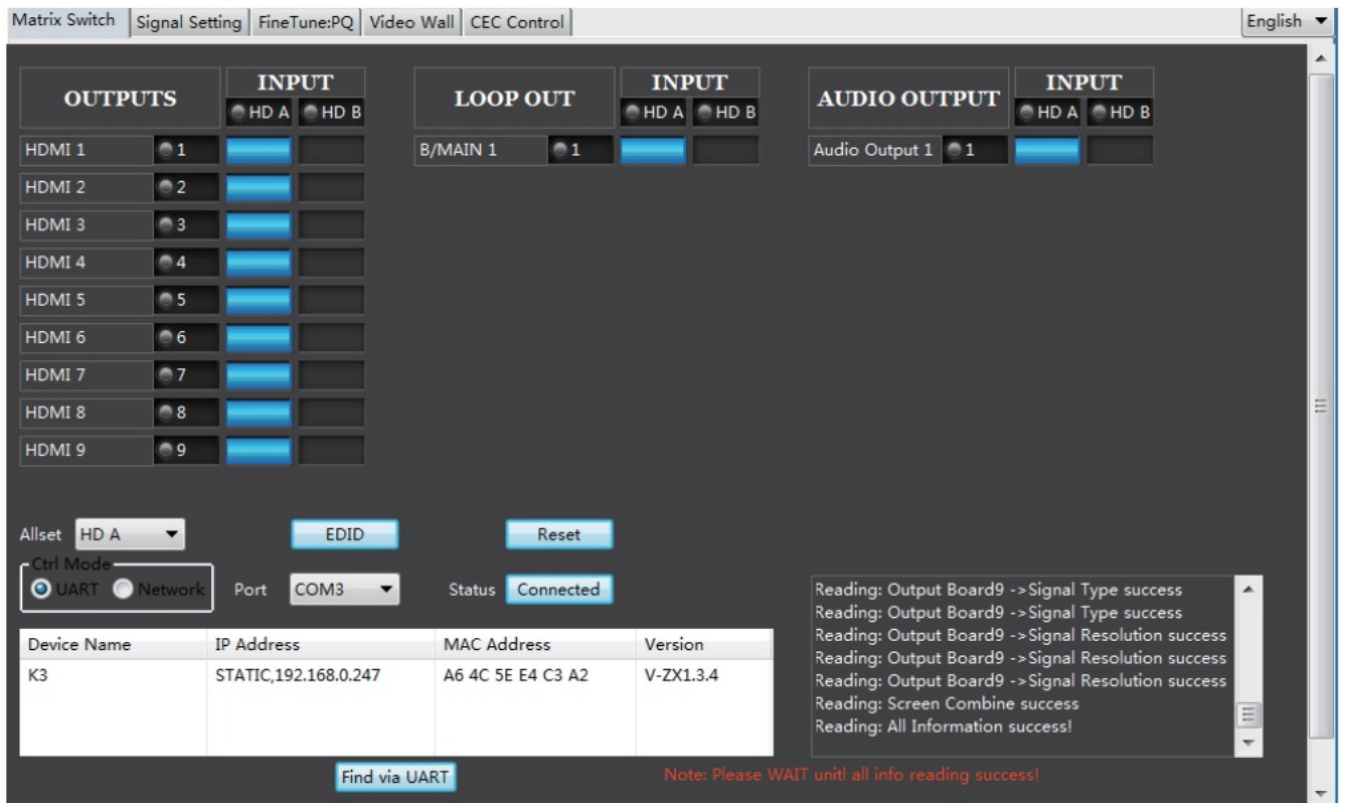 Matrix Switch Signal Setting FineTune:PQ Video Wall CEC Control English
OUTPUTS INPUT LOOP OUT INPUT AUDIO OUTPUT INPUT
HD A HD B HD A HD B HD A HD B
HDMI 1 1 B/MAIN 1 1 Audio Output 1 1
HDMI 2 2
HDMI 3 3
HDMI 4 4
HDMI 5 5
HDMI 6 6
HDMI 7 7
HDMI 8 8
HDMI 9 9
Allset HD A EDID Reset
Ctrl Mode
UART Network Port COM3 Status Connected
Device Name IP Address MAC Address Version
K3 STATIC,192.168.0.247 A6 4C 5E E4 C3 A2 V-ZX1.3.4
Reading: Output Board9 ->Signal Type success
Reading: Output Board9 ->Signal Type success
Reading: Output Board9 ->Signal Resolution success
Reading: Output Board9 ->Signal Resolution success
Reading: Output Board9 ->Signal Resolution success
Reading: Screen Combine success
Reading: All Information success!
Find via UART Note: Please WAIT unitl all info reading success!